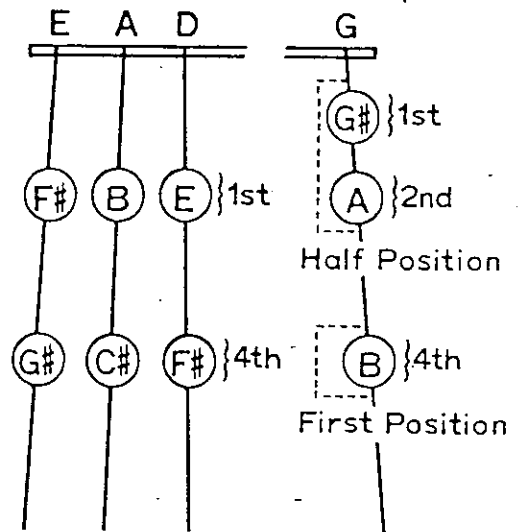 E A D G
G# }1st
F# B E }1st A }2nd
Half Position
G# C# F# }4th B }4th
First Position